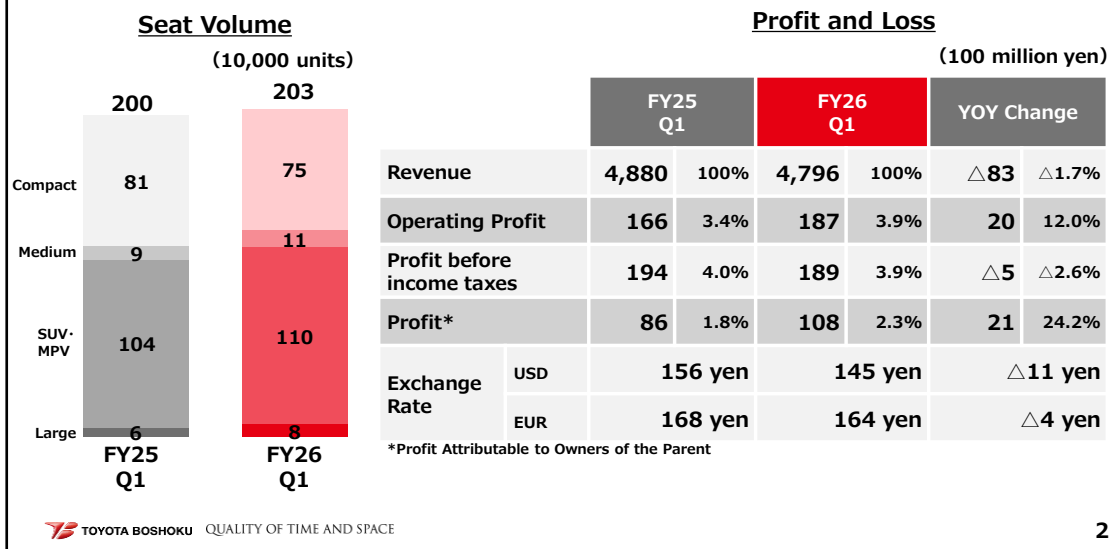 Seat Volume
(10,000 units)
200
203
Compact
81
75
Medium
9
11
SUV・
MPV
104
110
Large
6
8
FY25
Q1
FY26
Q1
Profit and Loss
(100 million yen)
FY25
Q1
FY26
Q1
YOY Change
Revenue 4,880 100% 4,796 100% △83 △1.7%
Operating Profit 166 3.4% 187 3.9% 20 12.0%
Profit before
income taxes 194 4.0% 189 3.9% △5 △2.6%
Profit* 86 1.8% 108 2.3% 21 24.2%
Exchange
Rate
USD 156 yen 145 yen △11 yen
EUR 168 yen 164 yen △4 yen
*Profit Attributable to Owners of the Parent
TOYOTA BOSHOKU QUALITY OF TIME AND SPACE
2